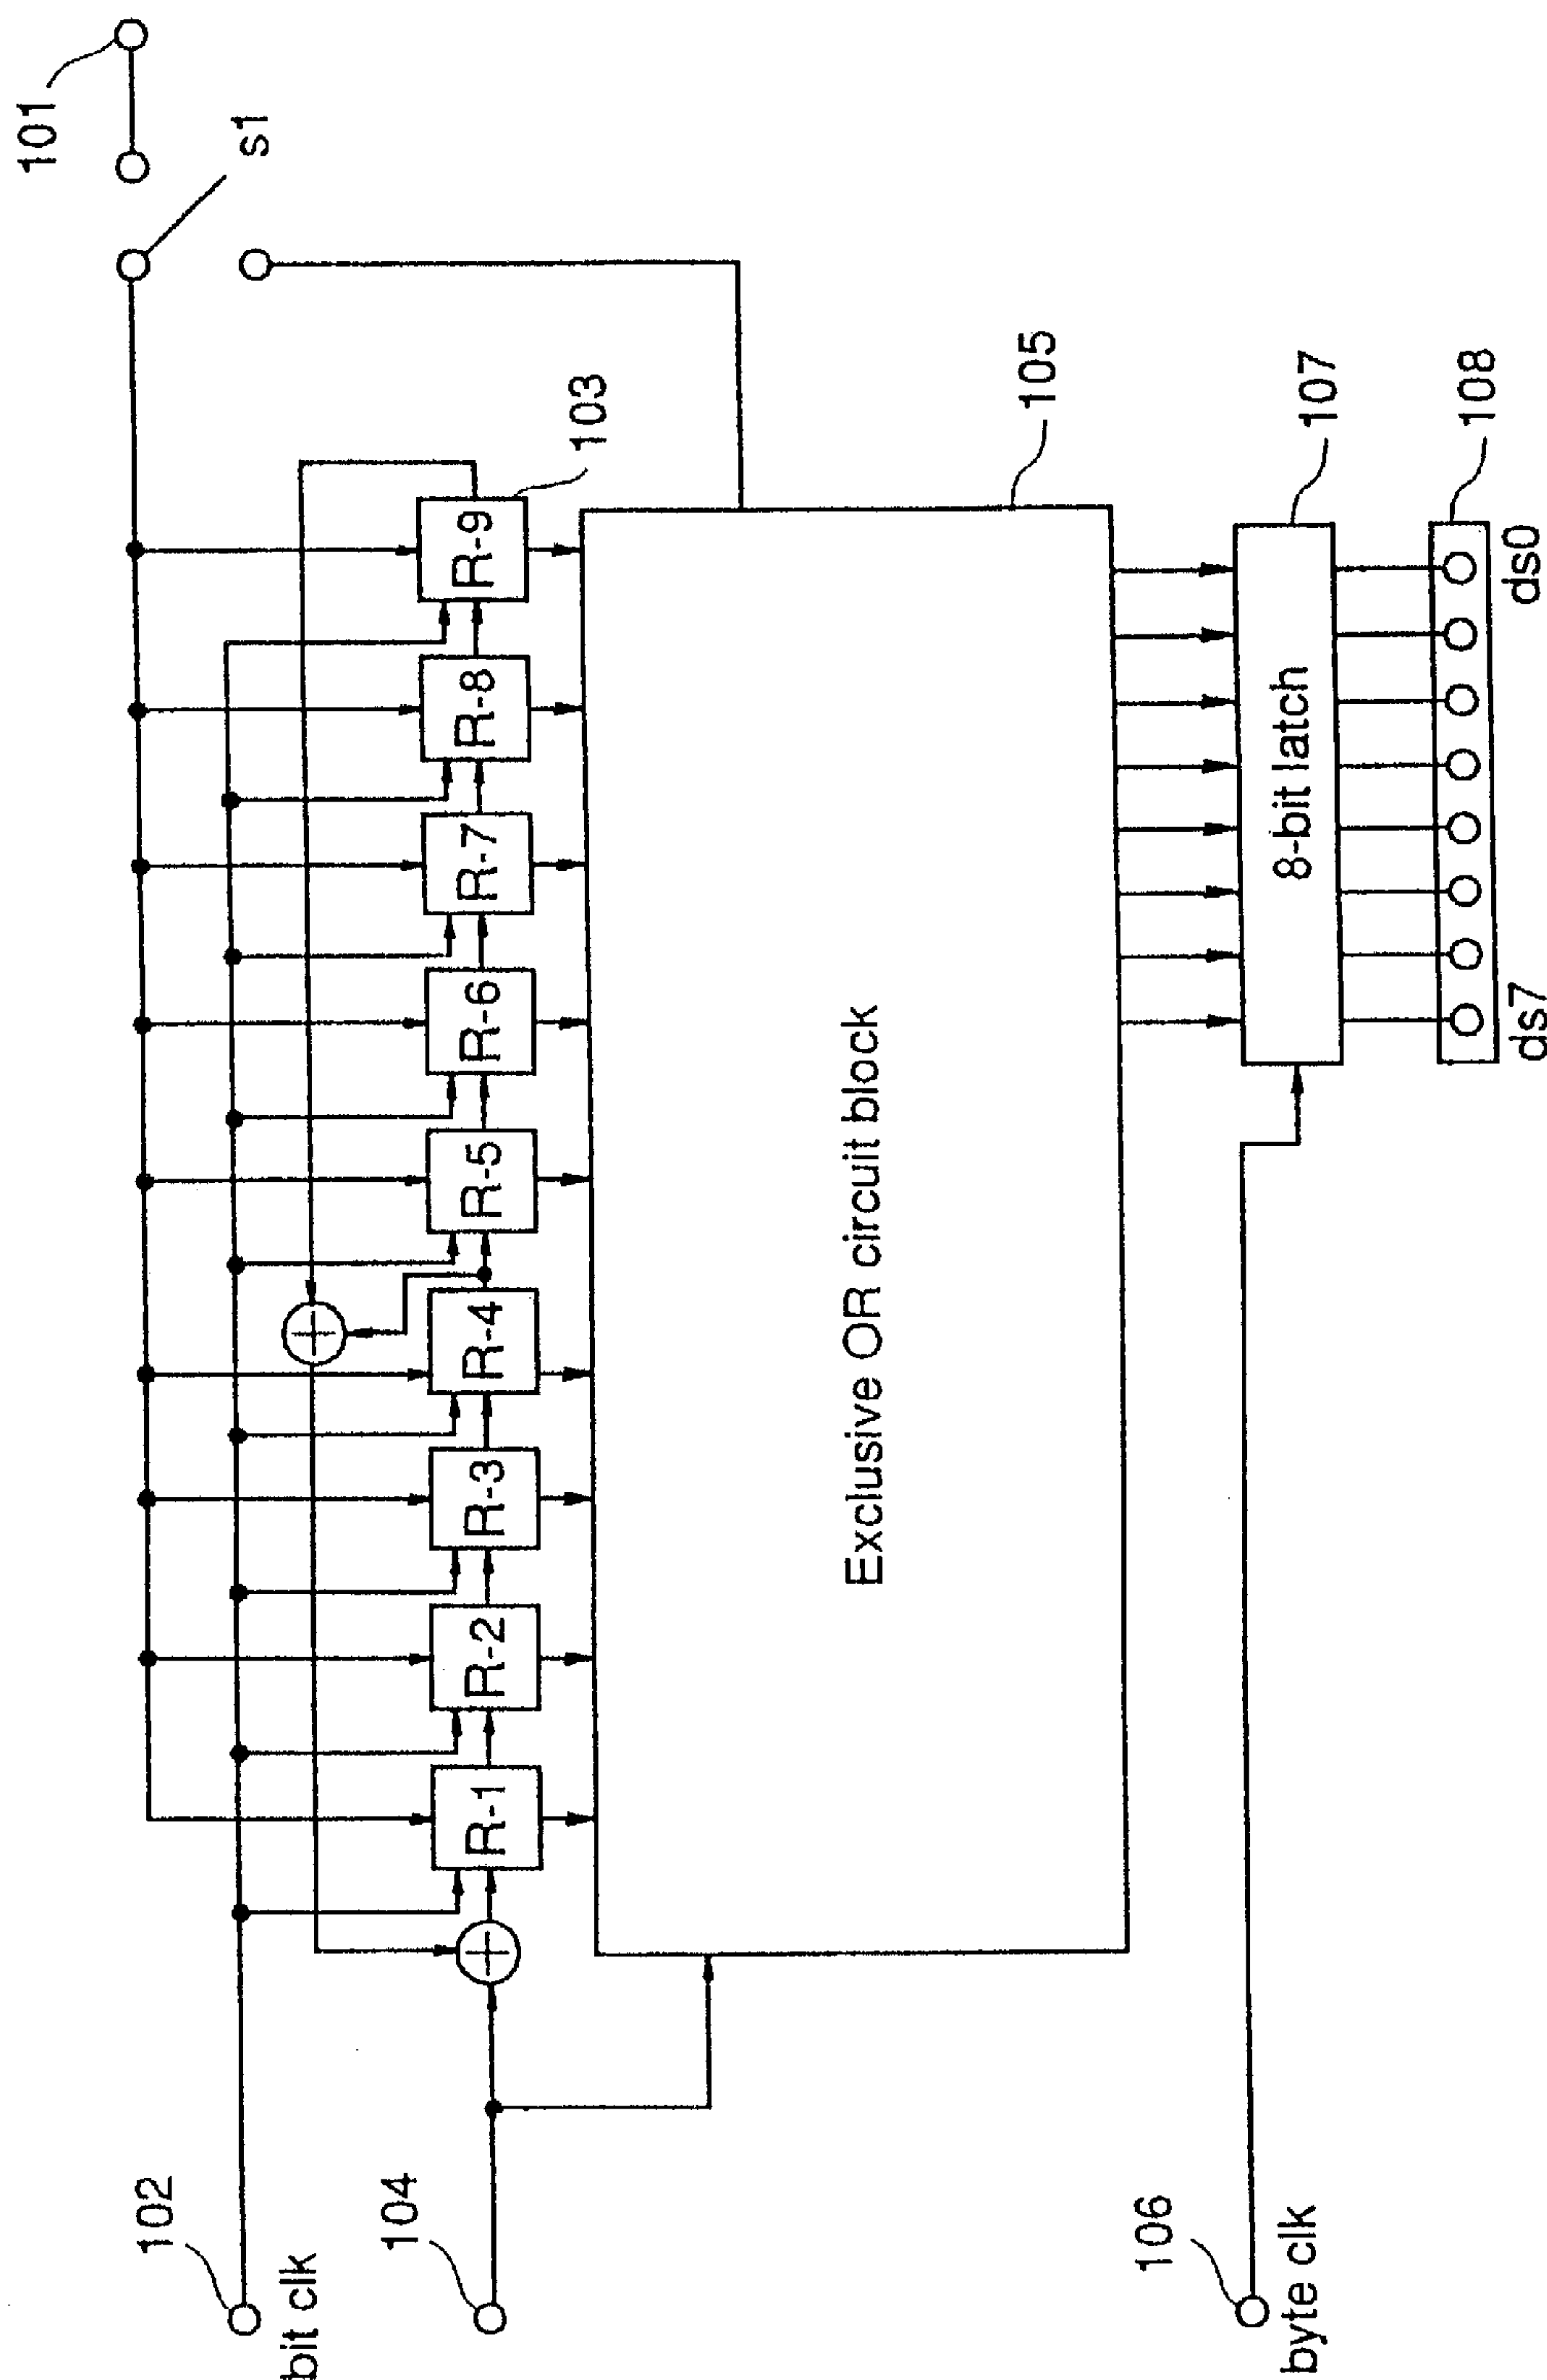 101
s1
102
bit clk
103
R-1
R-2
R-3
R-4
R-5
R-6
R-7
R-8
R-9
104
Exclusive OR circuit block
105
106
byte clk
8-bit latch
107
108
ds7
ds0